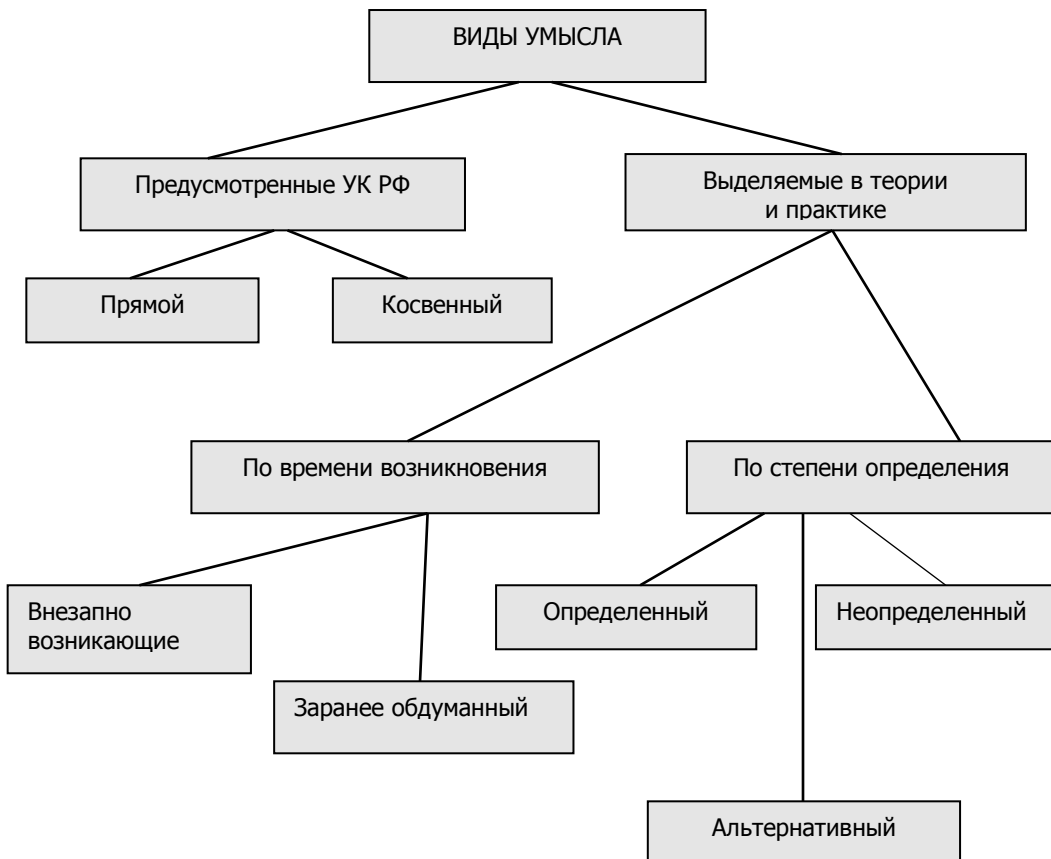 ВИДЫ УМЫСЛА
Предусмотренные УК РФ
Выделяемые в теории
и практике
Прямой
Косвенный
По времени возникновения
По степени определения
Внезапно
возникающие
Определенный
Неопределенный
Заранее обдуманный
Альтернативный